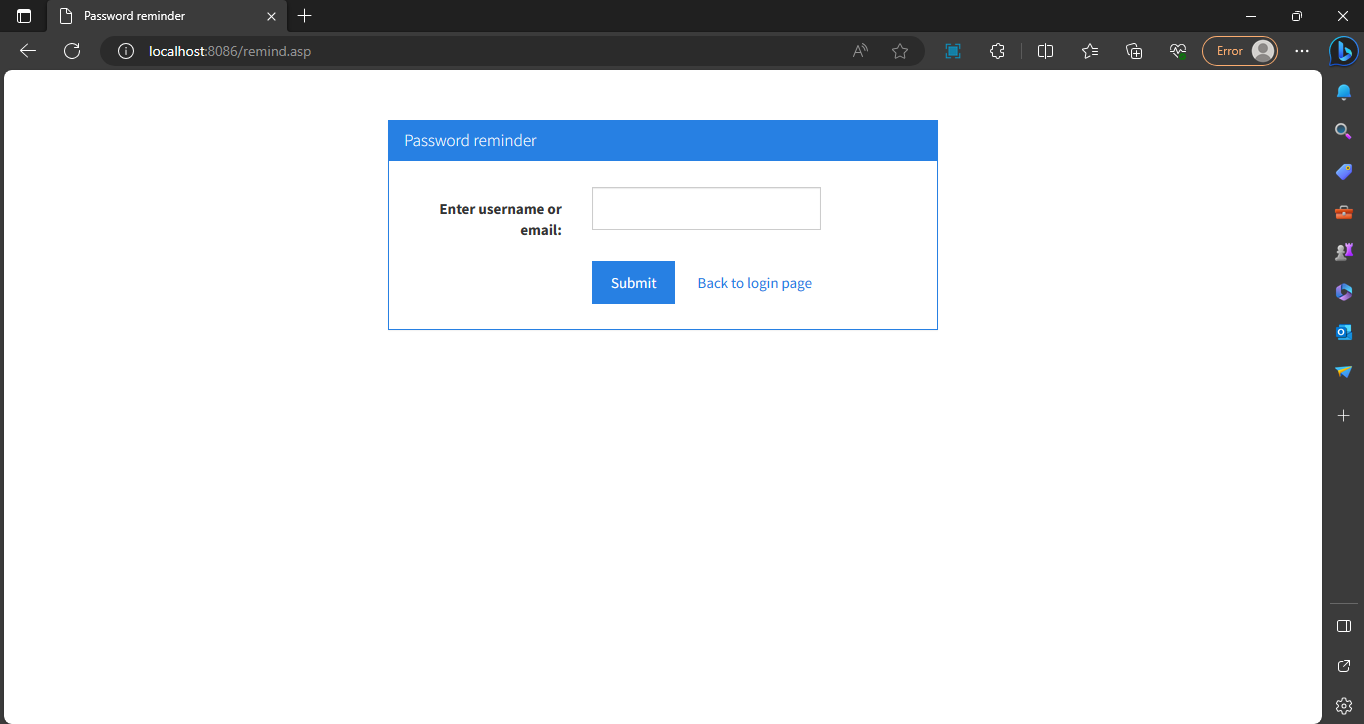 Password reminder
localhost:8086/remind.asp
Error
Password reminder
Enter username or
email:
Submit
Back to login page